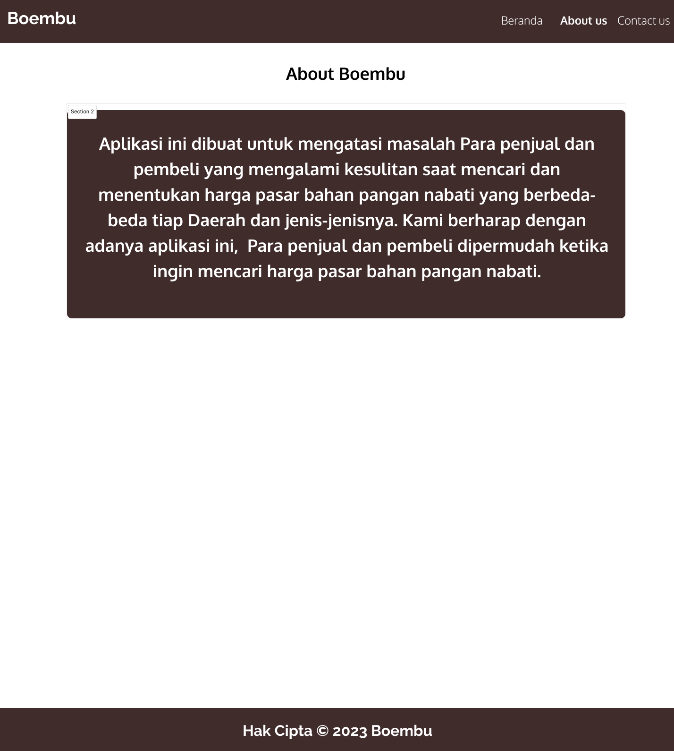 Boembu
Beranda About us Contact us
About Boembu
Section 2
Aplikasi ini dibuat untuk mengatasi masalah Para penjual dan
pembeli yang mengalami kesulitan saat mencari dan
menentukan harga pasar bahan pangan nabati yang berbeda-
beda tiap Daerah dan jenis-jenisnya. Kami berharap dengan
adanya aplikasi ini,  Para penjual dan pembeli dipermudah ketika
ingin mencari harga pasar bahan pangan nabati.
Hak Cipta © 2023 Boembu